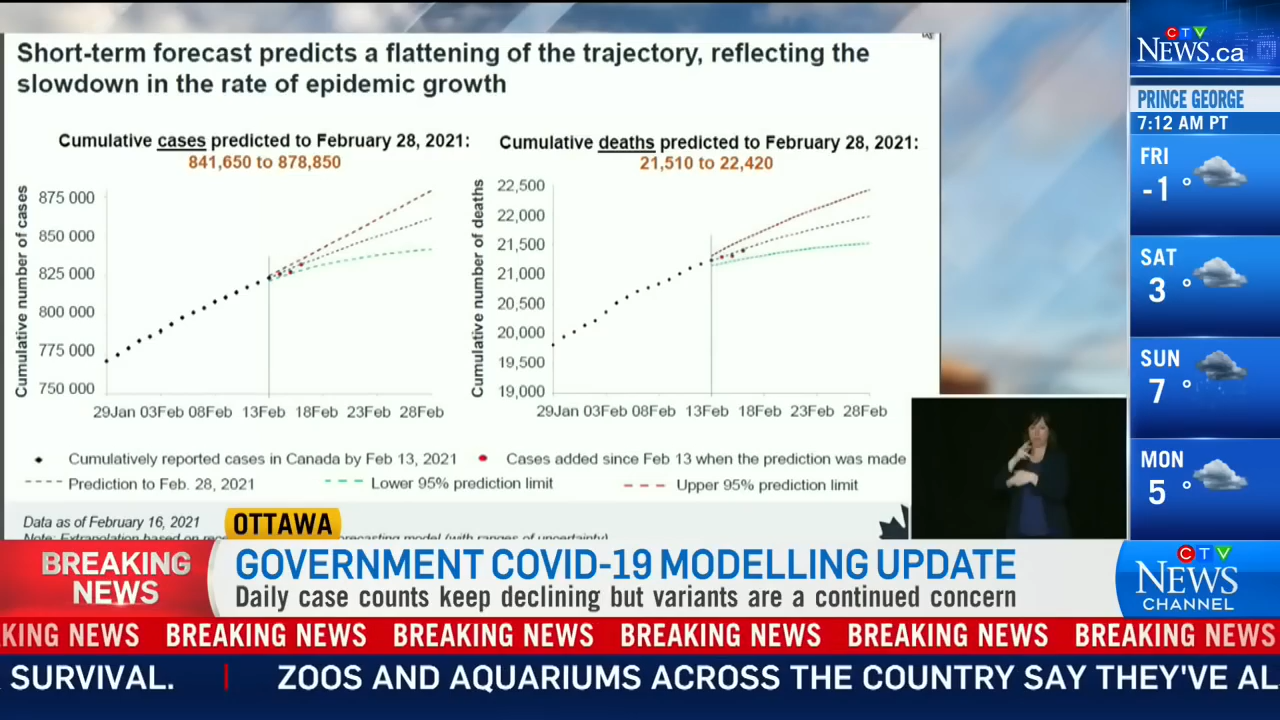 Short-term forecast predicts a flattening of the trajectory, reflecting the
slowdown in the rate of epidemic growth
Cumulative cases predicted to February 28, 2021:
841,650 to 878,850
Cumulative number of cases
875 000
850 000
825 000
800 000
775 000
750 000
29Jan 03Feb 08Feb 13Feb 18Feb 23Feb 28Feb
Cumulative deaths predicted to February 28, 2021:
21,510 to 22,420
Cumulative number of deaths
22,500
22,000
21,500
21,000
20,500
20,000
19,500
19,000
29Jan 03Feb 08Feb 13Feb 18Feb 23Feb 28Feb
Cumulatively reported cases in Canada by Feb 13, 2021
Cases added since Feb 13 when the prediction was made
Prediction to Feb. 28, 2021
Lower 95% prediction limit
Upper 95% prediction limit
Data as of February 16, 2021
Note: Extrapolation based on forecasting model (with ranges of uncertainty)
CTV
NEWS.ca
PRINCE GEORGE
7:12 AM PT
FRI
-1°
SAT
3°
SUN
7°
MON
5°
OTTAWA
BREAKING
NEWS
GOVERNMENT COVID-19 MODELLING UPDATE
Daily case counts keep declining but variants are a continued concern
CTV
NEWS
CHANNEL
KING NEWS BREAKING NEWS BREAKING NEWS BREAKING NEWS BREAKING NEWS BREAKING NEWS
SURVIVAL. | ZOOS AND AQUARIUMS ACROSS THE COUNTRY SAY THEY'VE AL